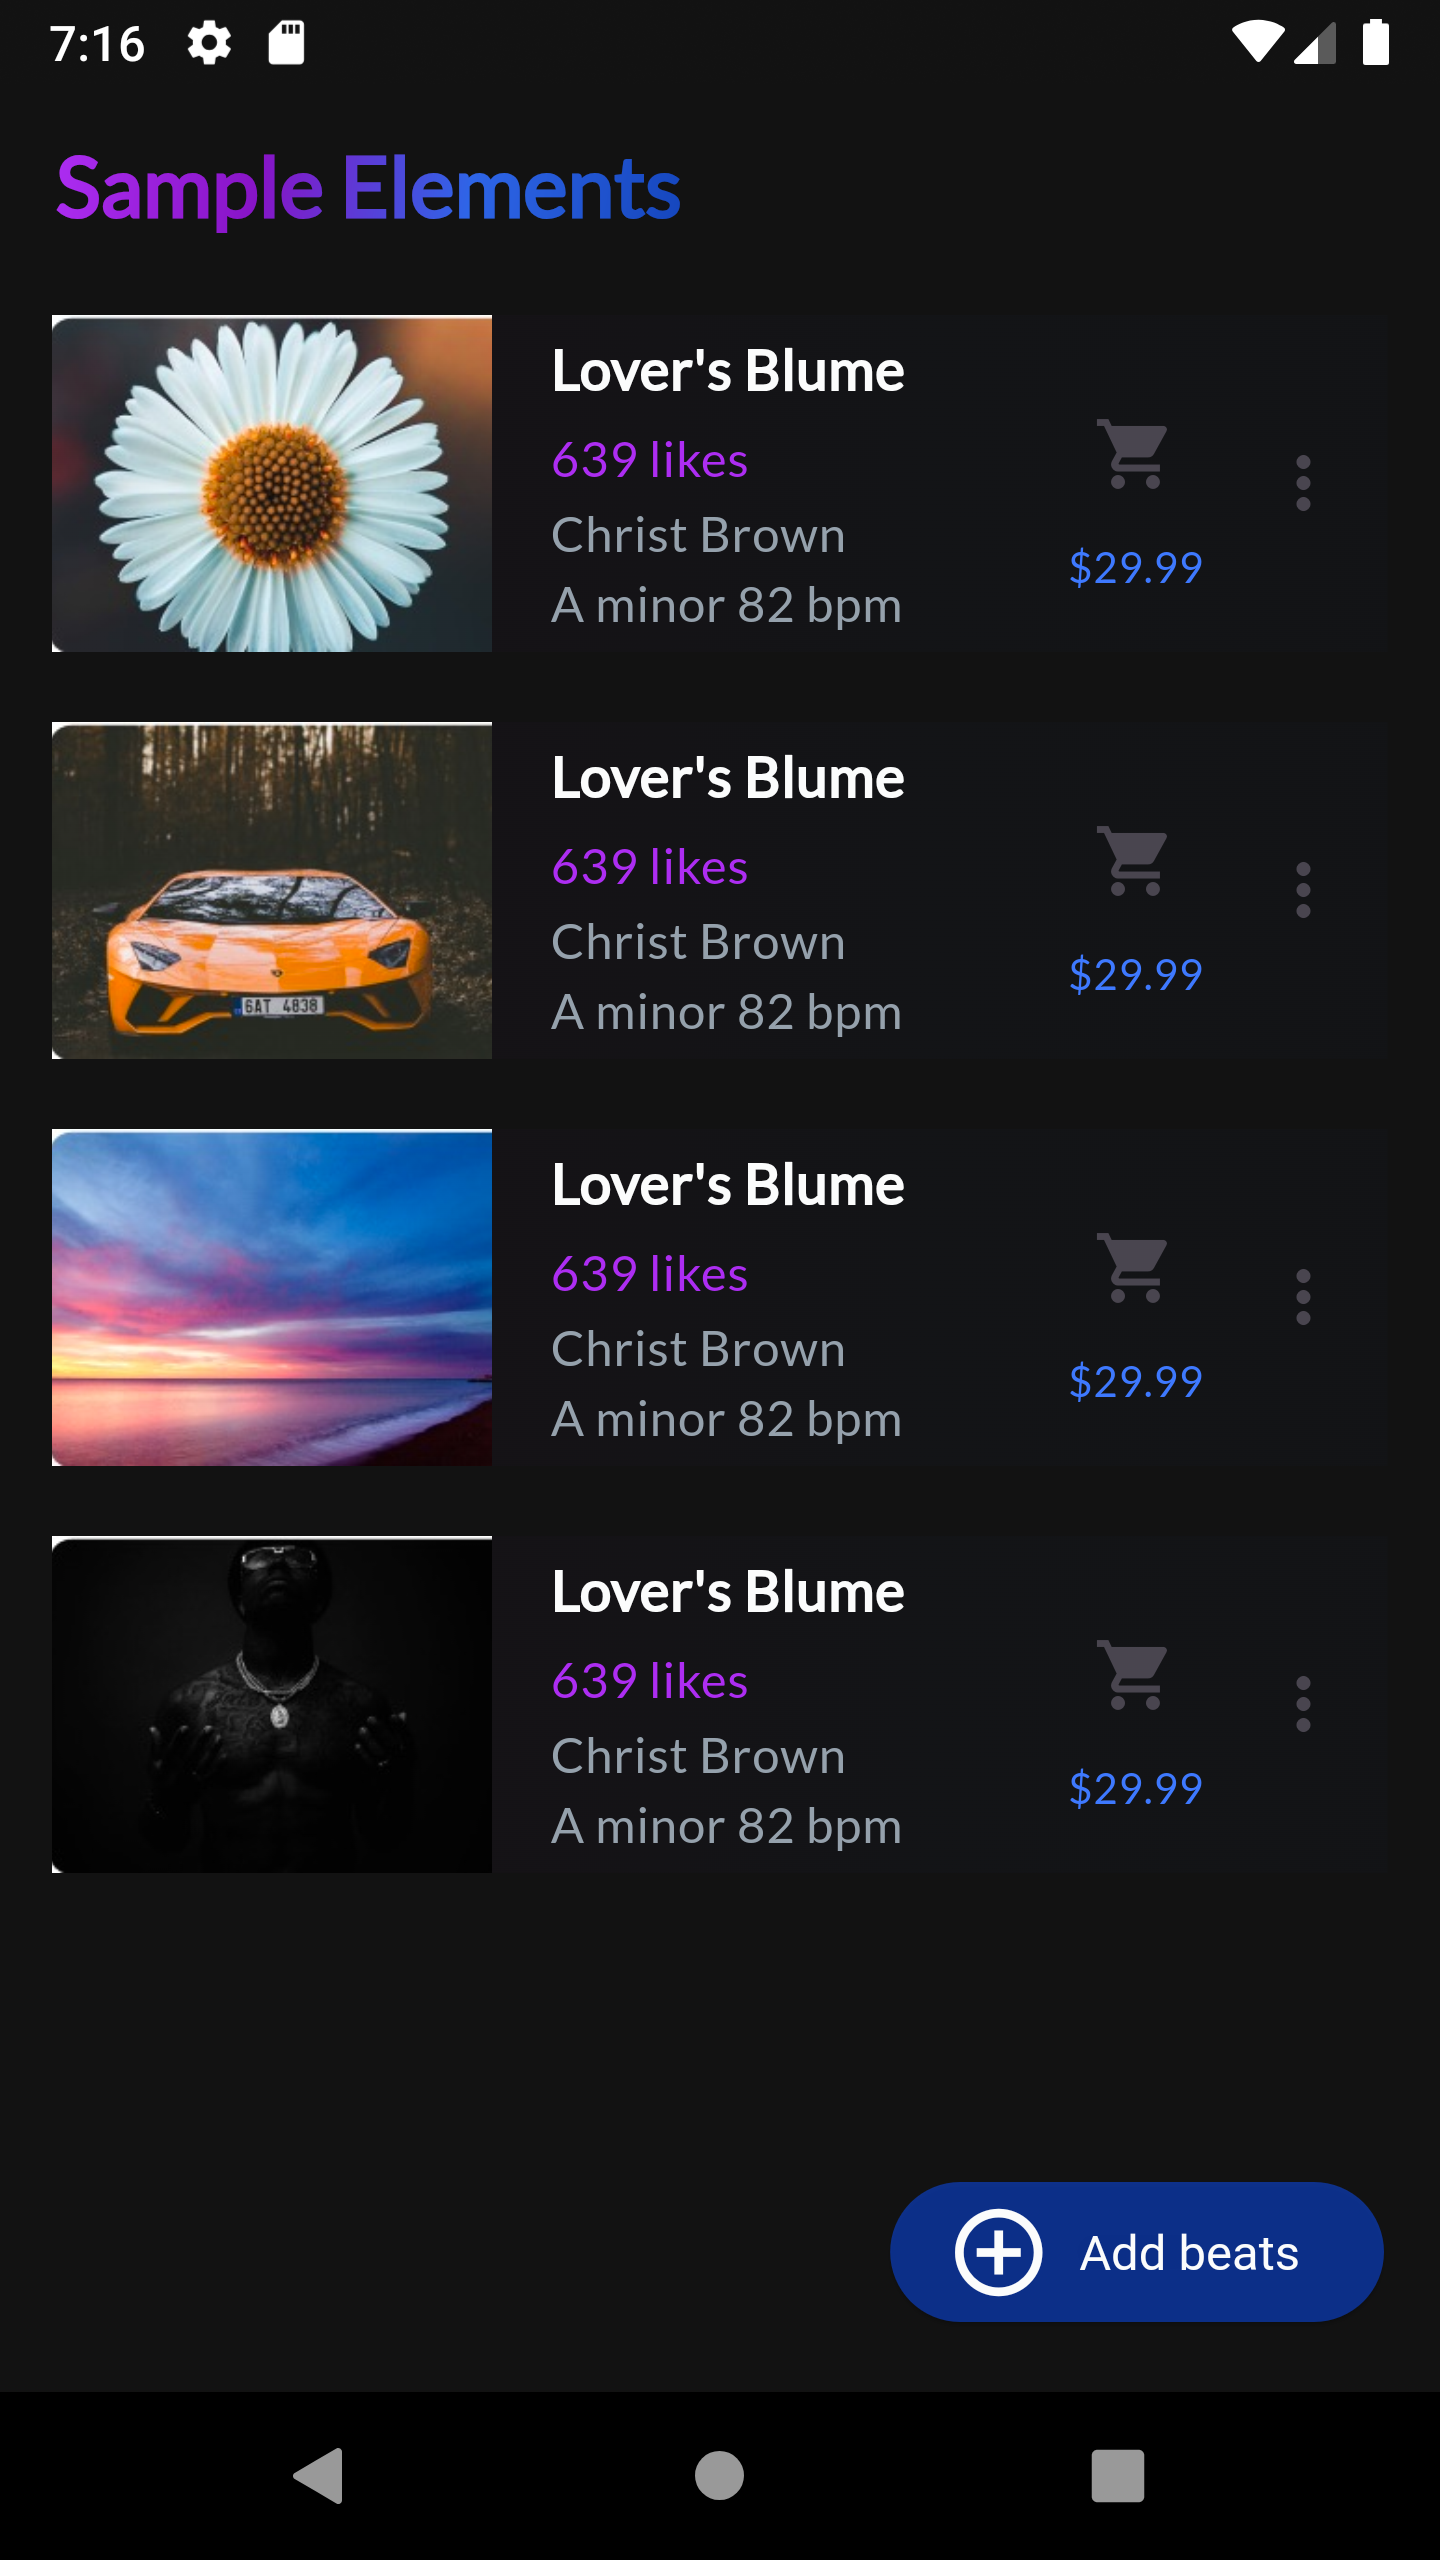 7:16
Sample Elements
Lover's Blume
639 likes
Christ Brown
$29.99
A minor 82 bpm
Lover's Blume
639 likes
Christ Brown
$29.99
A minor 82 bpm
6AT 4838
Lover's Blume
639 likes
Christ Brown
$29.99
A minor 82 bpm
Lover's Blume
639 likes
Christ Brown
$29.99
A minor 82 bpm
Add beats